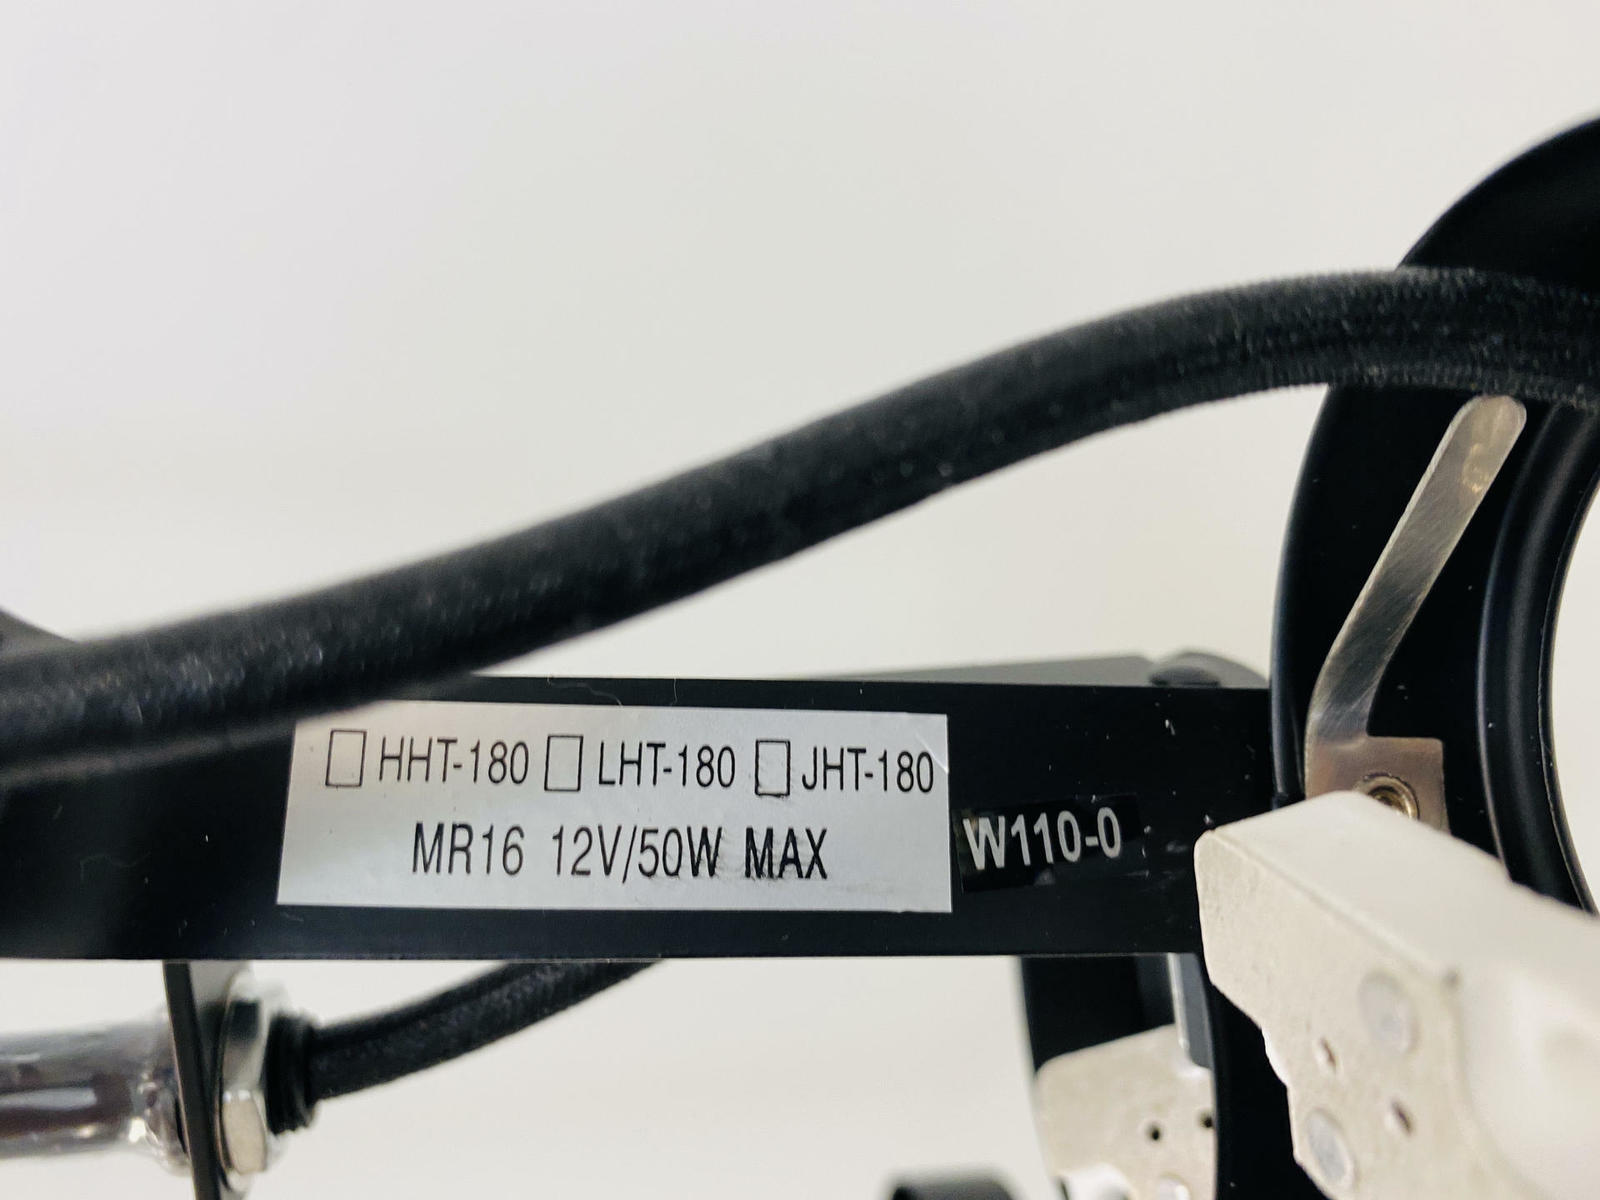 ☐ HHT-180 ☐ LHT-180 ☐ JHT-180
MR16 12V/50W MAX
W110-0